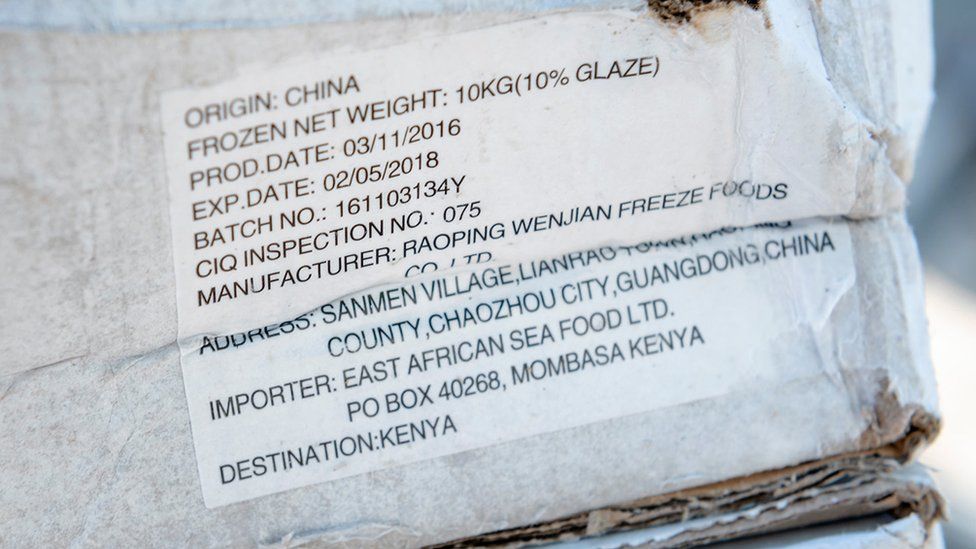 ORIGIN: CHINA
FROZEN NET WEIGHT: 10KG(10% GLAZE)
PROD.DATE: 03/11/2016
EXP.DATE: 02/05/2018
BATCH NO.: 161103134Y
CIQ INSPECTION NO.: 075
MANUFACTURER: RAOPING WENJIAN FREEZE FOODS
CO.,LTD
ADDRESS: SANMEN VILLAGE,LIANRAO TOWN,
COUNTY,CHAOZHOU CITY,GUANGDONG,CHINA
IMPORTER: EAST AFRICAN SEA FOOD LTD.
PO BOX 40268, MOMBASA KENYA
DESTINATION:KENYA